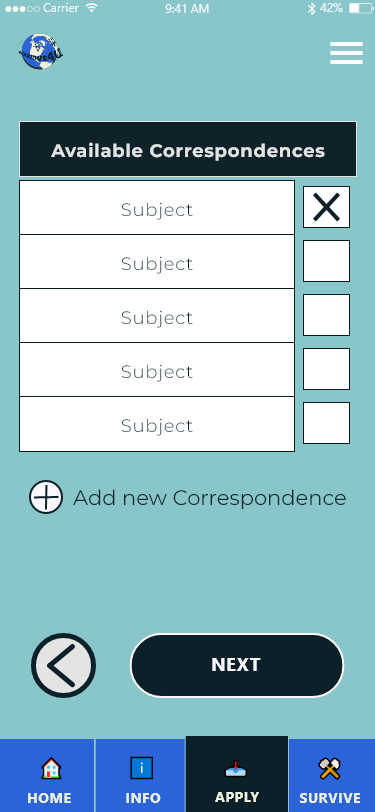 Carrier 9:41 AM 42%
Available Correspondences
Subject
Subject
Subject
Subject
Subject
Add new Correspondence
NEXT
HOME INFO APPLY SURVIVE